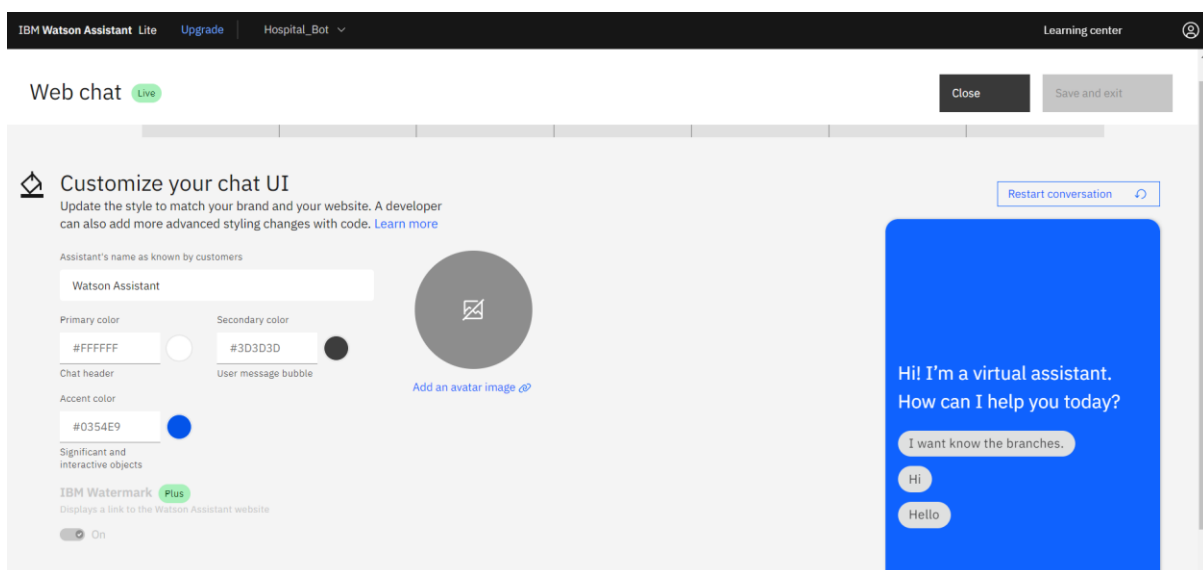 IBM Watson Assistant Lite Upgrade Hospital_Bot Learning center
Web chat Live Close Save and exit
Customize your chat UI
Update the style to match your brand and your website. A developer
can also add more advanced styling changes with code. Learn more
Restart conversation
Assistant's name as known by customers
Watson Assistant
Primary color Secondary color
#FFFFFF #3D3D3D
Chat header User message bubble
Add an avatar image
Accent color
#0354E9
Significant and
interactive objects
IBM Watermark Plus
Displays a link to the Watson Assistant website
On
Hi! I'm a virtual assistant.
How can I help you today?
I want know the branches.
Hi
Hello